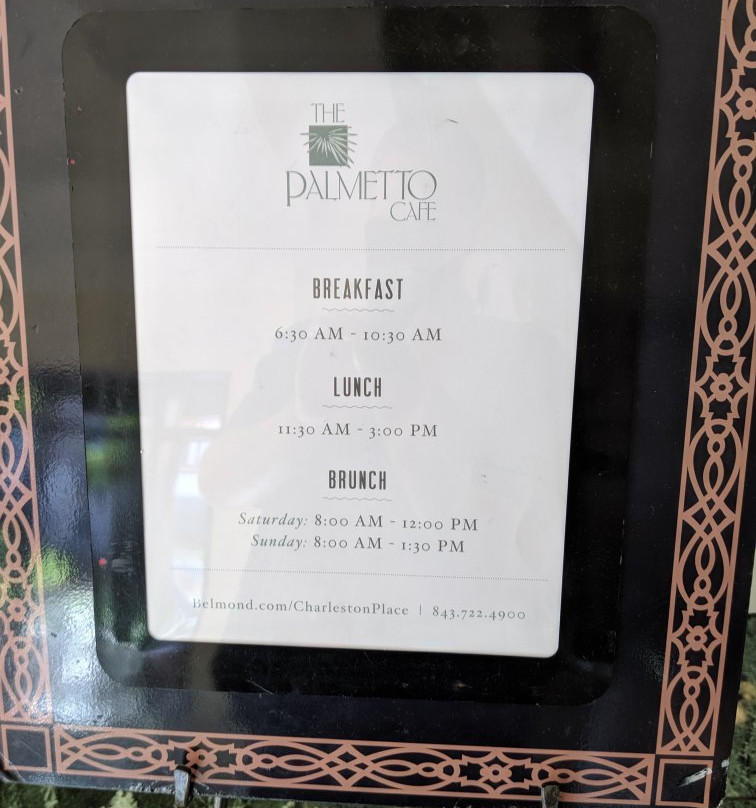 THE
PALMETTO
CAFE
BREAKFAST
6:30 AM - 10:30 AM
LUNCH
11:30 AM - 3:00 PM
BRUNCH
Saturday: 8:00 AM - 12:00 PM
Sunday: 8:00 AM - 1:30 PM
Belmond.com/CharlestonPlace | 843.722.4900